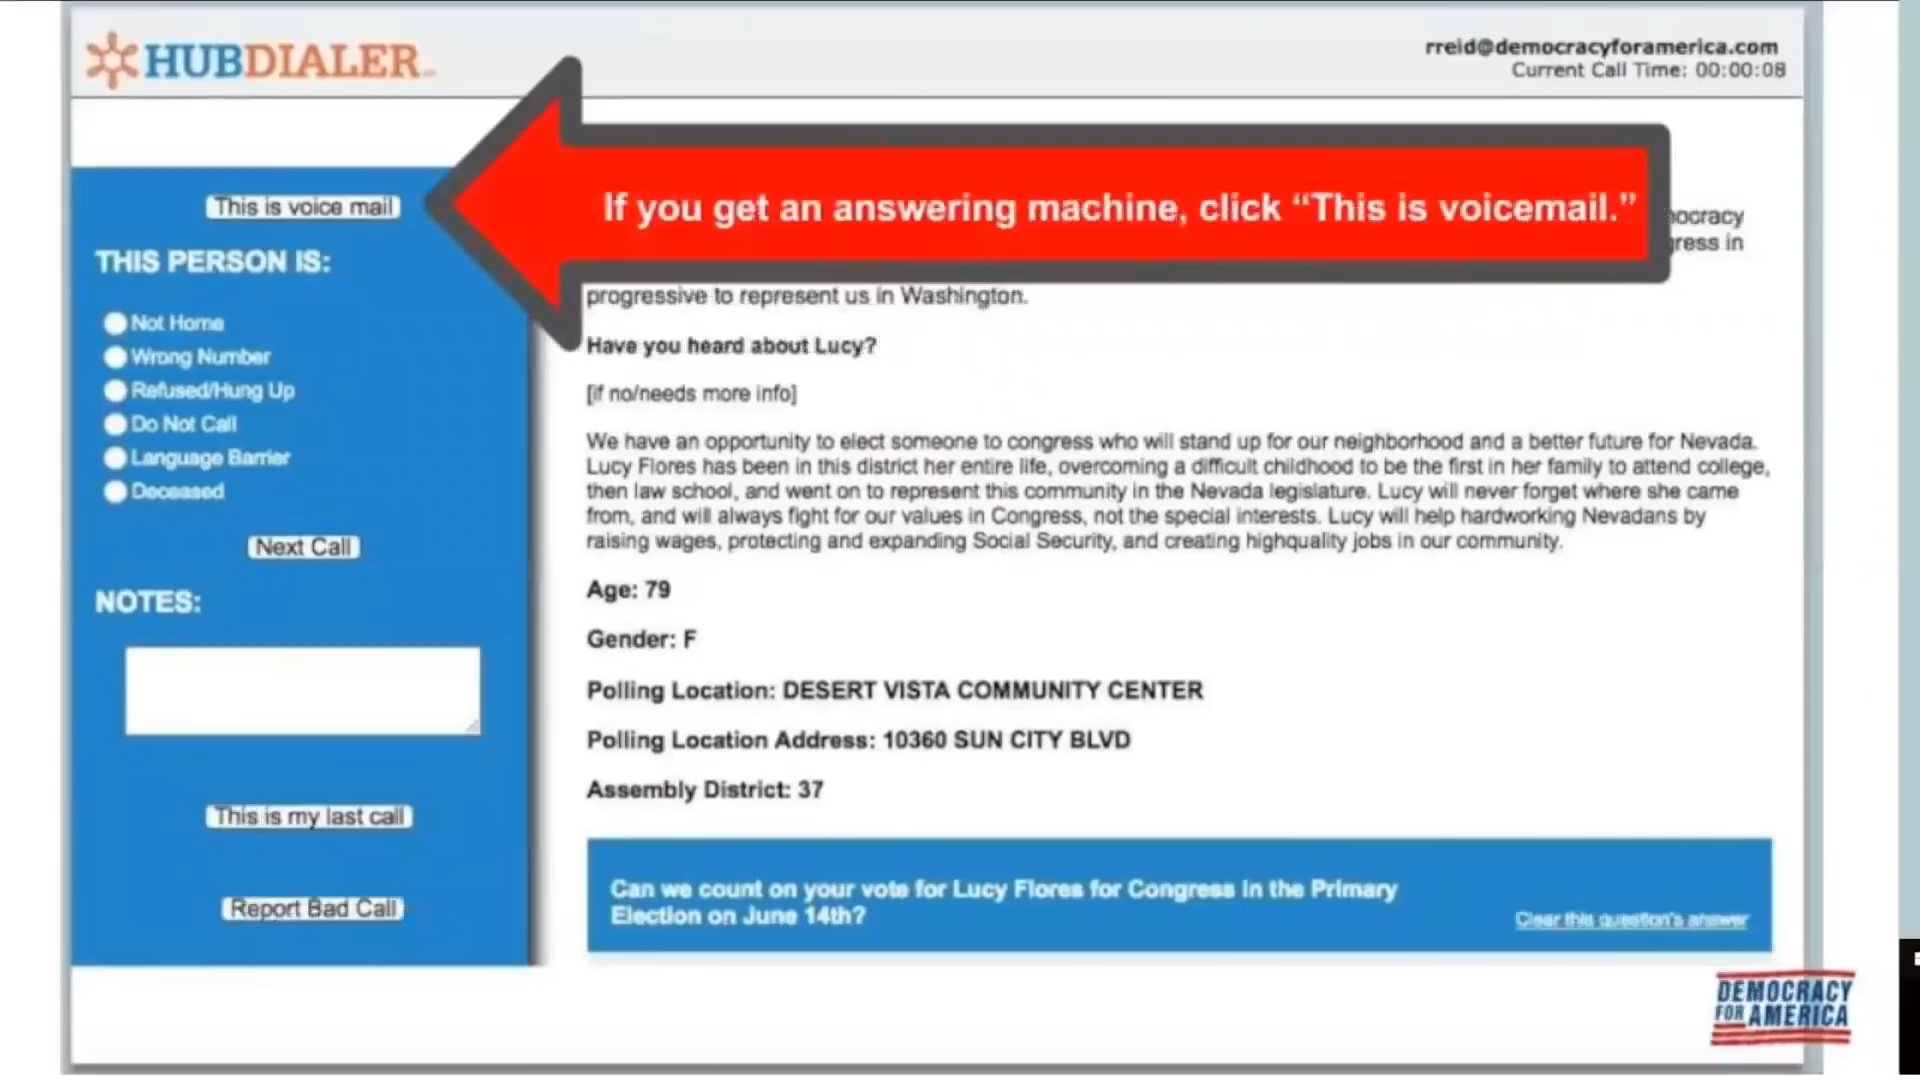 HUBDIALER
rreid@democracyforamerica.com
Current Call Time: 00:00:08
This is voice mail
If you get an answering machine, click “This is voicemail.”
THIS PERSON IS:
Not Home
Wrong Number
Refused/Hung Up
Do Not Call
Language Barrier
Deceased
Next Call
NOTES:
This is my last call
Report Bad Call
progressive to represent us in Washington.
Have you heard about Lucy?
[if no/needs more info]
We have an opportunity to elect someone to congress who will stand up for our neighborhood and a better future for Nevada.
Lucy Flores has been in this district her entire life, overcoming a difficult childhood to be the first in her family to attend college,
then law school, and went on to represent this community in the Nevada legislature. Lucy will never forget where she came
from, and will always fight for our values in Congress, not the special interests. Lucy will help hardworking Nevadans by
raising wages, protecting and expanding Social Security, and creating highquality jobs in our community.
Age: 79
Gender: F
Polling Location: DESERT VISTA COMMUNITY CENTER
Polling Location Address: 10360 SUN CITY BLVD
Assembly District: 37
Can we count on your vote for Lucy Flores for Congress in the Primary
Election on June 14th?
Clear this question's answer
DEMOCRACY
FOR AMERICA